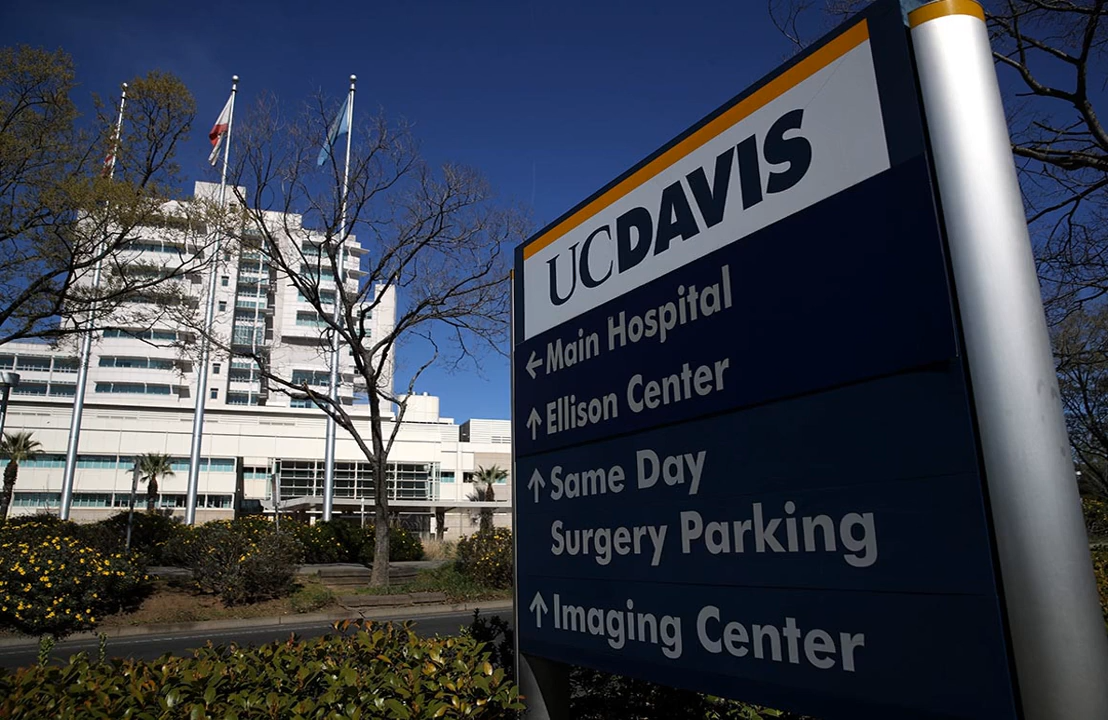 UCDAVIS
← Main Hospital
↑ Ellison Center
↑ Same Day
Surgery Parking
↑ Imaging Center